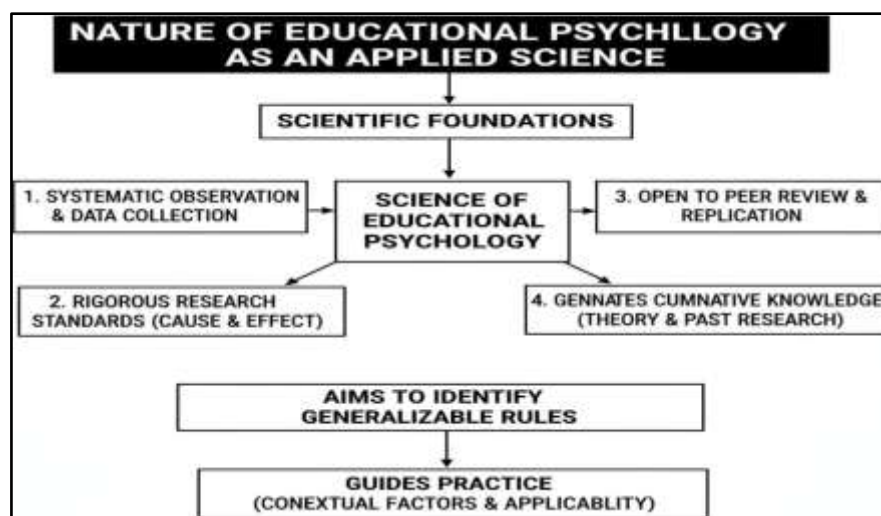 NATURE OF EDUCATIONAL PSYCHLLOGY
AS AN APPLIED SCIENCE
SCIENTIFIC FOUNDATIONS
1. SYSTEMATIC OBSERVATION
& DATA COLLECTION
SCIENCE OF
EDUCATIONAL
PSYCHOLOGY
3. OPEN TO PEER REVIEW &
REPLICATION
2. RIGOROUS RESEARCH
STANDARDS (CAUSE & EFFECT)
4. GENNATES CUMNATIVE KNOWLEDGE
(THEORY & PAST RESEARCH)
AIMS TO IDENTIFY
GENERALIZABLE RULES
GUIDES PRACTICE
(CONEXTUAL FACTORS & APPLICABLITY)